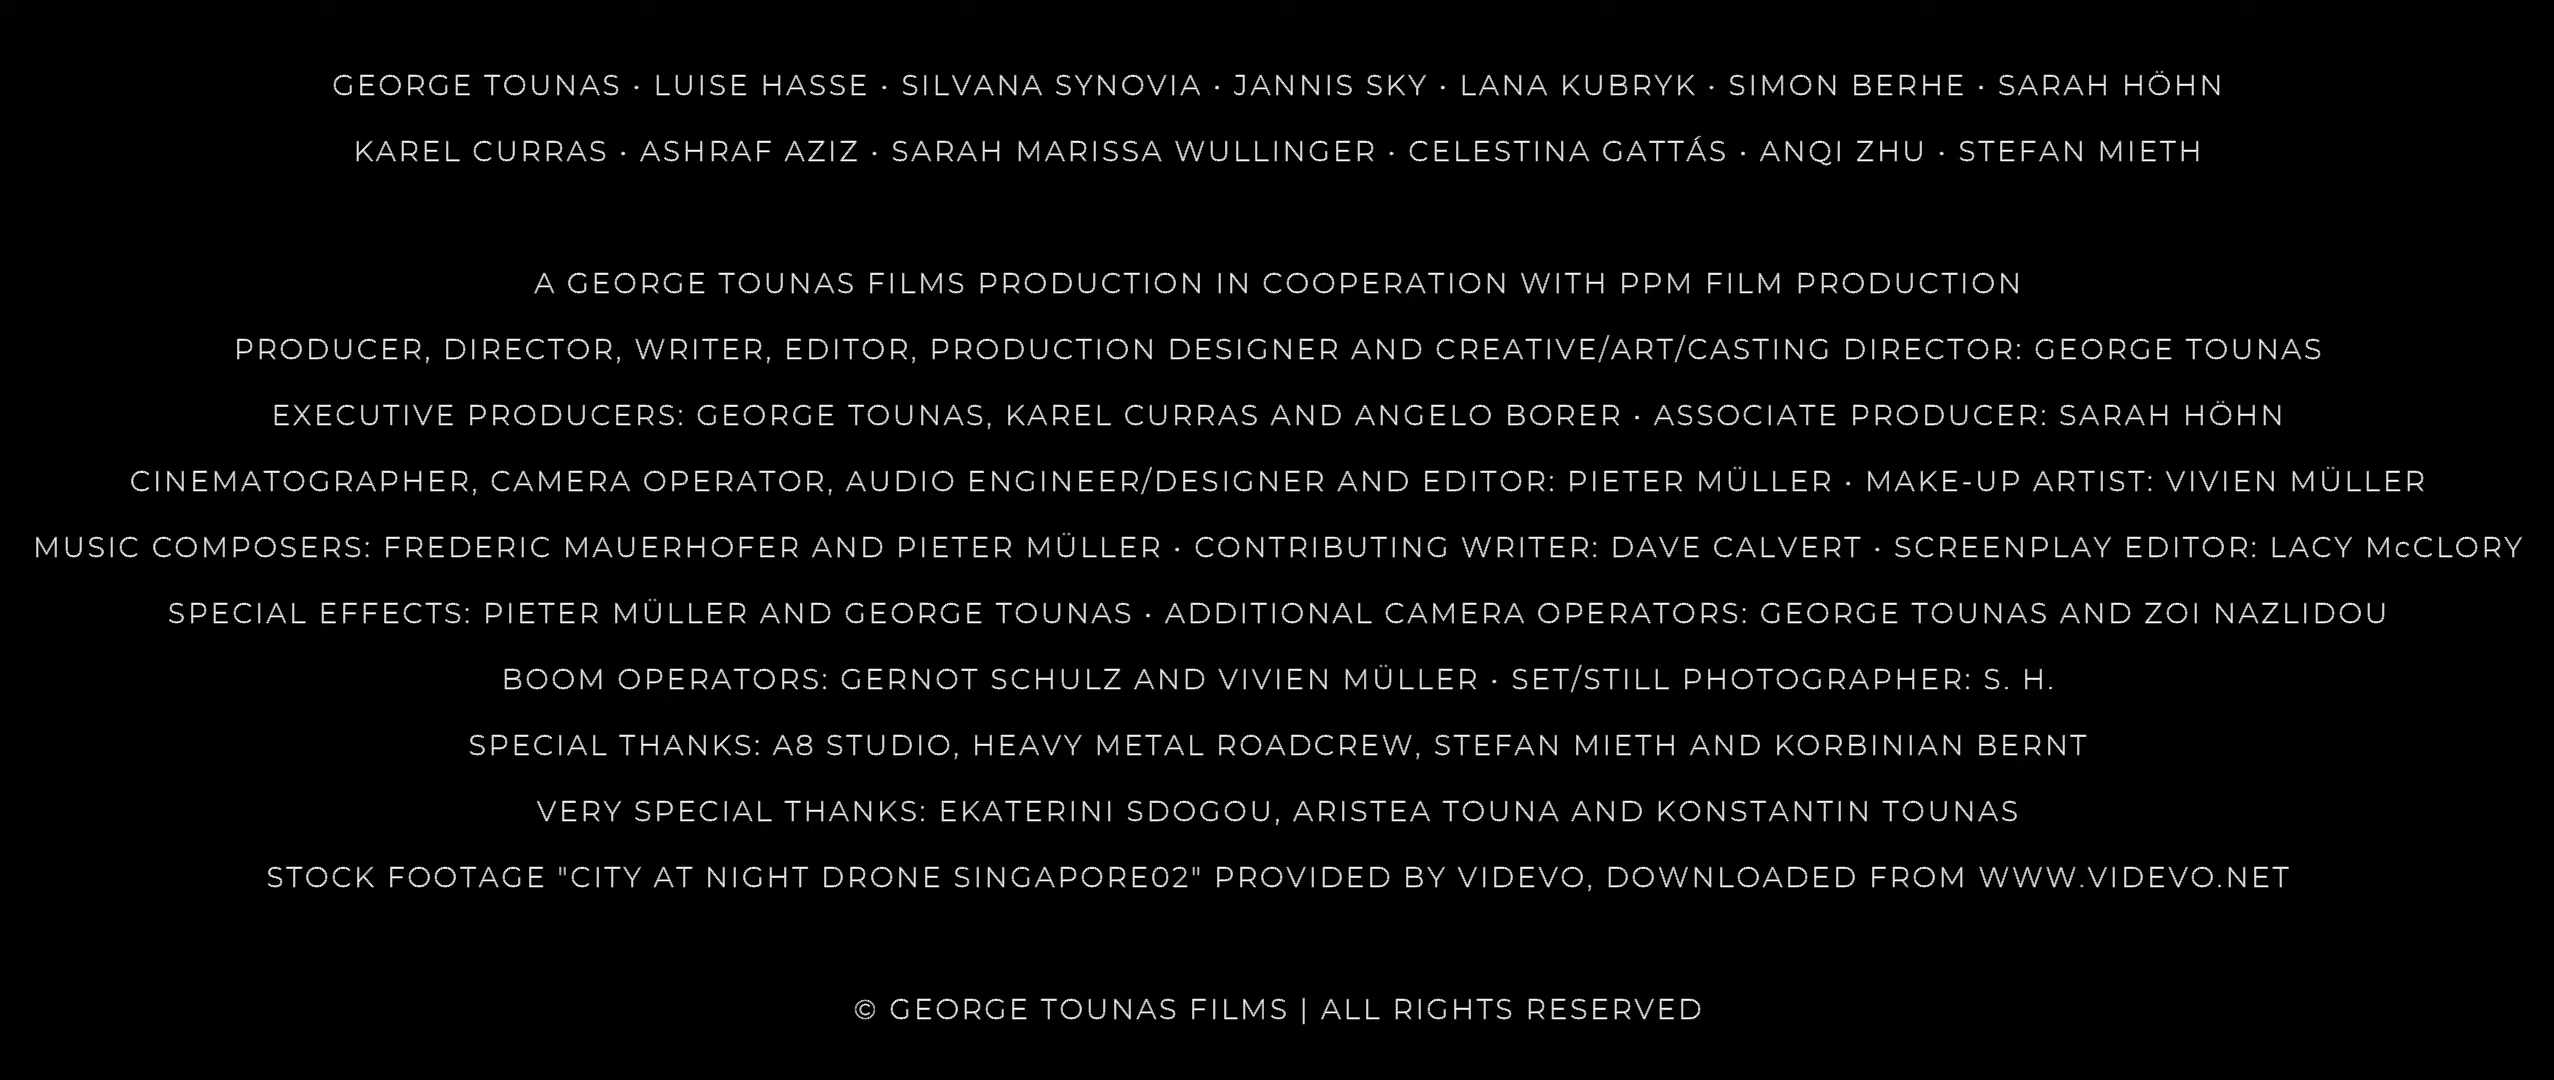 GEORGE TOUNAS · LUISE HASSE · SILVANA SYNOVIA · JANNIS SKY · LANA KUBRYK · SIMON BERHE · SARAH HÖHN
KAREL CURRAS · ASHRAF AZIZ · SARAH MARISSA WULLINGER · CELESTINA GATTÁS · ANQI ZHU · STEFAN MIETH
A GEORGE TOUNAS FILMS PRODUCTION IN COOPERATION WITH PPM FILM PRODUCTION
PRODUCER, DIRECTOR, WRITER, EDITOR, PRODUCTION DESIGNER AND CREATIVE/ART/CASTING DIRECTOR: GEORGE TOUNAS
EXECUTIVE PRODUCERS: GEORGE TOUNAS, KAREL CURRAS AND ANGELO BORER · ASSOCIATE PRODUCER: SARAH HÖHN
CINEMATOGRAPHER, CAMERA OPERATOR, AUDIO ENGINEER/DESIGNER AND EDITOR: PIETER MÜLLER · MAKE-UP ARTIST: VIVIEN MÜLLER
MUSIC COMPOSERS: FREDERIC MAUERHOFER AND PIETER MÜLLER · CONTRIBUTING WRITER: DAVE CALVERT · SCREENPLAY EDITOR: LACY McCLORY
SPECIAL EFFECTS: PIETER MÜLLER AND GEORGE TOUNAS · ADDITIONAL CAMERA OPERATORS: GEORGE TOUNAS AND ZOI NAZLIDOU
BOOM OPERATORS: GERNOT SCHULZ AND VIVIEN MÜLLER · SET/STILL PHOTOGRAPHER: S. H.
SPECIAL THANKS: A8 STUDIO, HEAVY METAL ROADCREW, STEFAN MIETH AND KORBINIAN BERNT
VERY SPECIAL THANKS: EKATERINI SDOGOU, ARISTEA TOUNA AND KONSTANTIN TOUNAS
STOCK FOOTAGE "CITY AT NIGHT DRONE SINGAPORE02" PROVIDED BY VIDEVO, DOWNLOADED FROM WWW.VIDEVO.NET
© GEORGE TOUNAS FILMS | ALL RIGHTS RESERVED